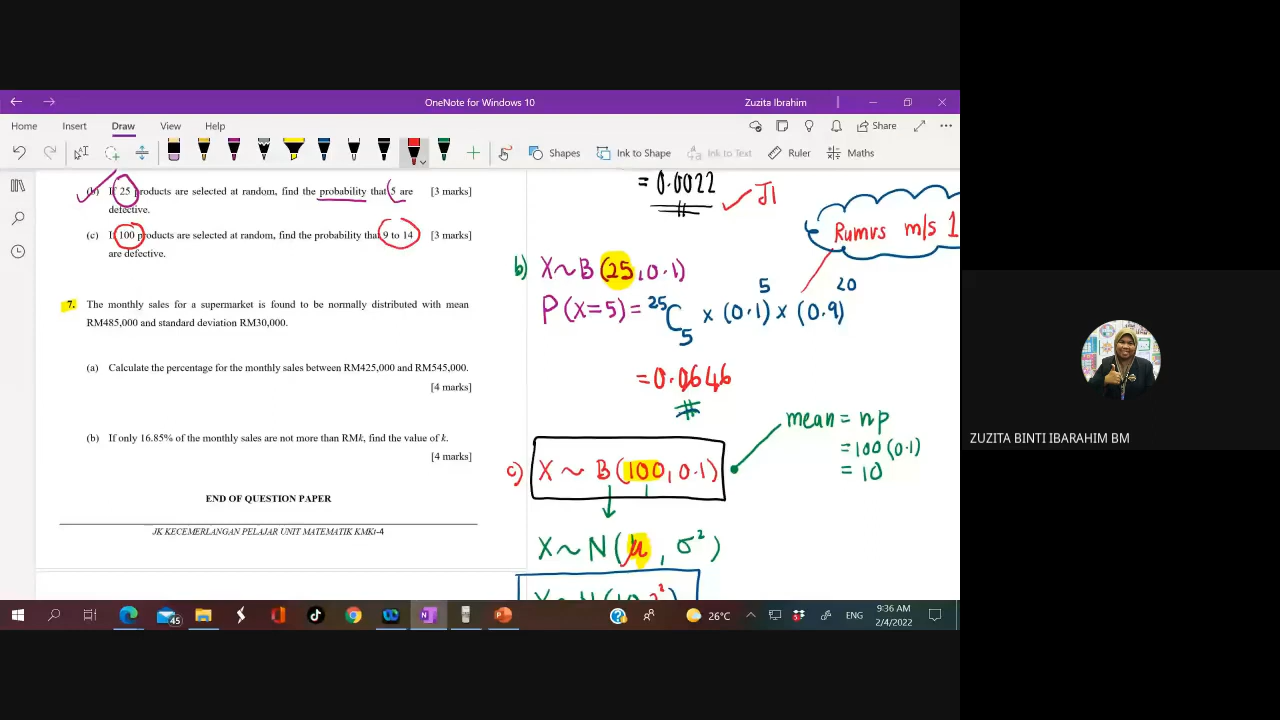 OneNote for Windows 10
Zuzita Ibrahim
Home Insert Draw View Help
Share
Shapes
Ink to Shape
Ink to Text
Ruler
Maths
(b) If 25 products are selected at random, find the probability that 5 are [3 marks]
defective.
(c) If 100 products are selected at random, find the probability that 9 to 14 [3 marks]
are defective.
7. The monthly sales for a supermarket is found to be normally distributed with mean
RM485,000 and standard deviation RM30,000.
(a) Calculate the percentage for the monthly sales between RM425,000 and RM545,000.
[4 marks]
(b) If only 16.85% of the monthly sales are not more than RMk, find the value of k.
[4 marks]
END OF QUESTION PAPER
JK KECEMERLANGAN PELAJAR UNIT MATEMATIK KMKt-4
= 0.0022
J1
Rumus m/s 1
b) X~B(25,0.1)
P(X=5) = ²⁵C₅ × (0.1)⁵ × (0.9)²⁰
= 0.0646
mean = np
= 100(0.1)
= 10
c) X ~ B(100,0.1)
X~N(μ, σ²)
ZUZITA BINTI IBARAHIM BM
45
26°C
ENG
9:36 AM
2/4/2022